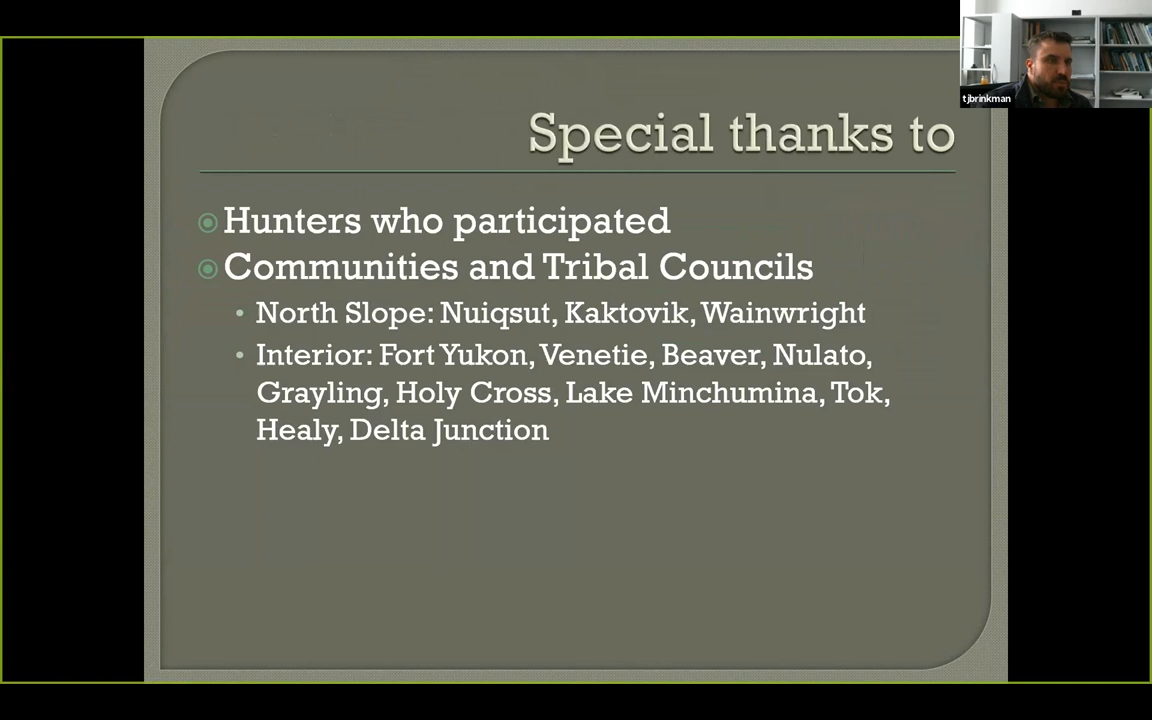 tjbrinkman
Special thanks to
Hunters who participated
Communities and Tribal Councils
• North Slope: Nuiqsut, Kaktovik, Wainwright
• Interior: Fort Yukon, Venetie, Beaver, Nulato,
Grayling, Holy Cross, Lake Minchumina, Tok,
Healy, Delta Junction